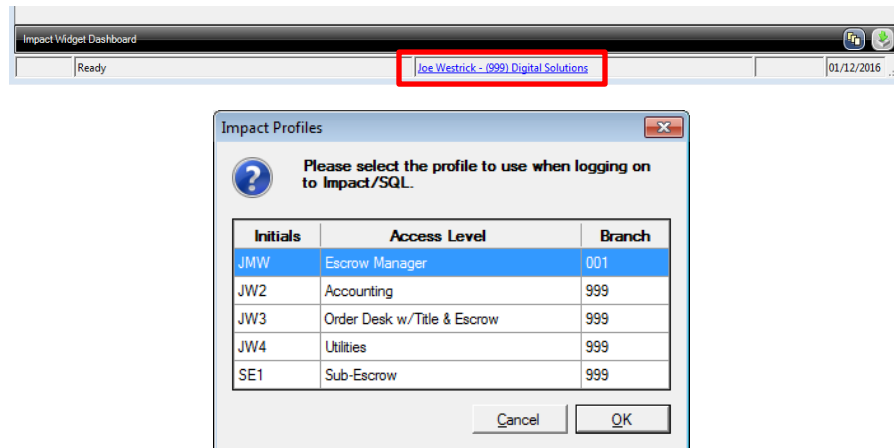 Impact Widget Dashboard
Ready Joe Westrick - (999) Digital Solutions 01/12/2016
Impact Profiles
Please select the profile to use when logging on
to Impact/SQL.
Initials Access Level Branch
JMW Escrow Manager 001
JW2 Accounting 999
JW3 Order Desk w/Title & Escrow 999
JW4 Utilities 999
SE1 Sub-Escrow 999
Cancel OK